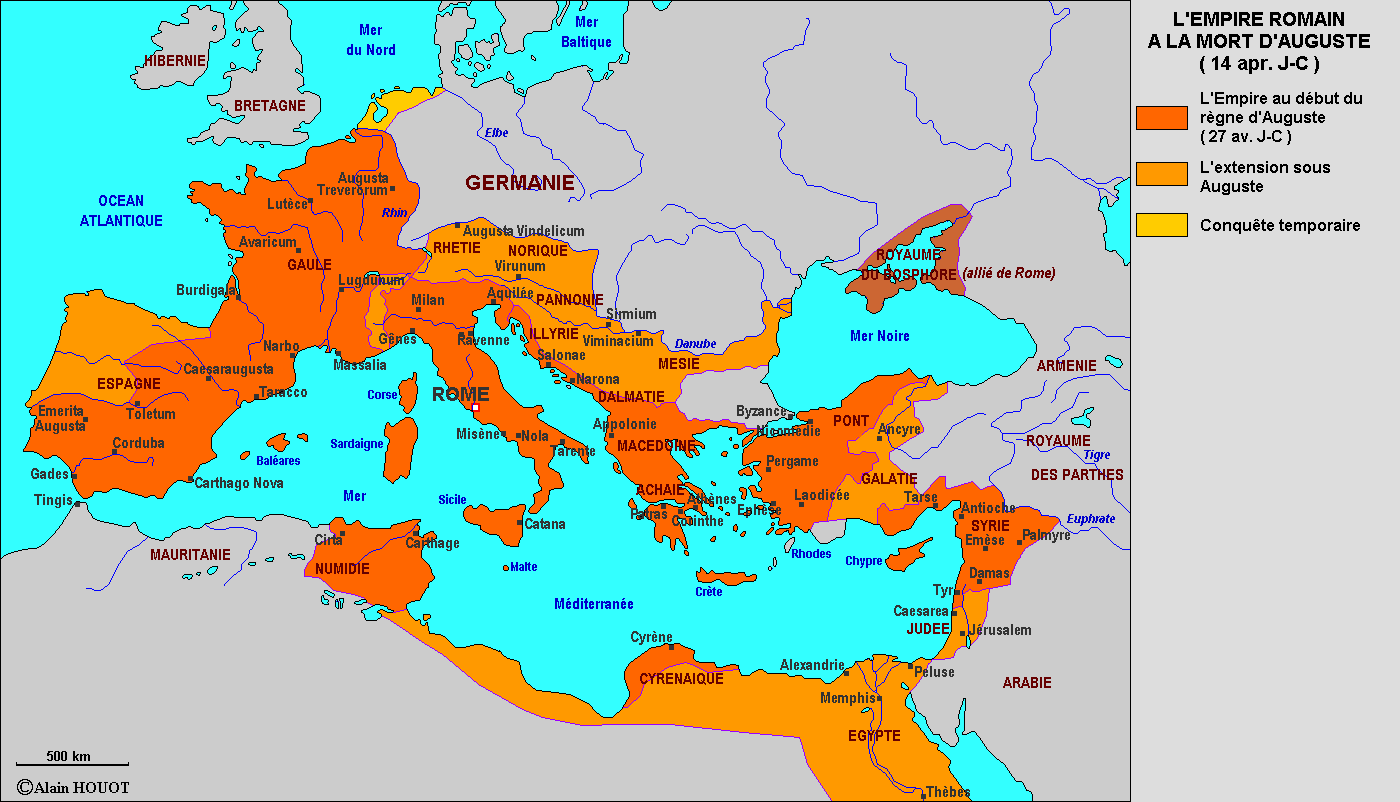 L'EMPIRE ROMAIN
A LA MORT D'AUGUSTE
( 14 apr. J-C )
L'Empire au début du
règne d'Auguste
( 27 av. J-C )
L'extension sous
Auguste
Conquête temporaire
Mer
du Nord
Mer
Baltique
HIBERNIE
BRETAGNE
Elbe
GERMANIE
Augusta
Treverorum
Lutèce
Rhin
OCEAN
ATLANTIQUE
Avaricum
GAULE
Lugdunum
Burdigala
Augusta Vindelicum
RHETIE
NORIQUE
Virunum
Milan
Aquilée
PANNONIE
Sirmium
ROYAUME
DU BOSPHORE
(allié de Rome)
Gênes
Ravenne
ILLYRIE
Viminacium
Danube
Mer Noire
Narbo
Massalia
Salonae
MESIE
ARMENIE
Caesaraugusta
ESPAGNE
Taracco
Toletum
Emerita
Augusta
Corduba
Corse
ROME
Narona
DALMATIE
Byzance
Nicomédie
PONT
Ancyre
Appolonie
MACEDOINE
Misène
Nola
Tarente
Sardaigne
Baléares
Gades
Carthago Nova
Tingis
Mer
Sicile
Catana
ACHAIE
Athènes
Patras
Corinthe
Pergame
Ephèse
Laodicée
GALATIE
Tarse
ROYAUME
DES PARTHES
Tigre
Antioche
SYRIE
Euphrate
Emèse
Palmyre
Cirta
Carthage
MAURITANIE
NUMIDIE
Malte
Rhodes
Chypre
Crète
Méditerranée
Damas
Tyr
Caesarea
JUDEE
Jérusalem
Cyrène
CYRENAIQUE
Alexandrie
Péluse
Memphis
ARABIE
EGYPTE
Thèbes
500 km
©Alain HOUOT